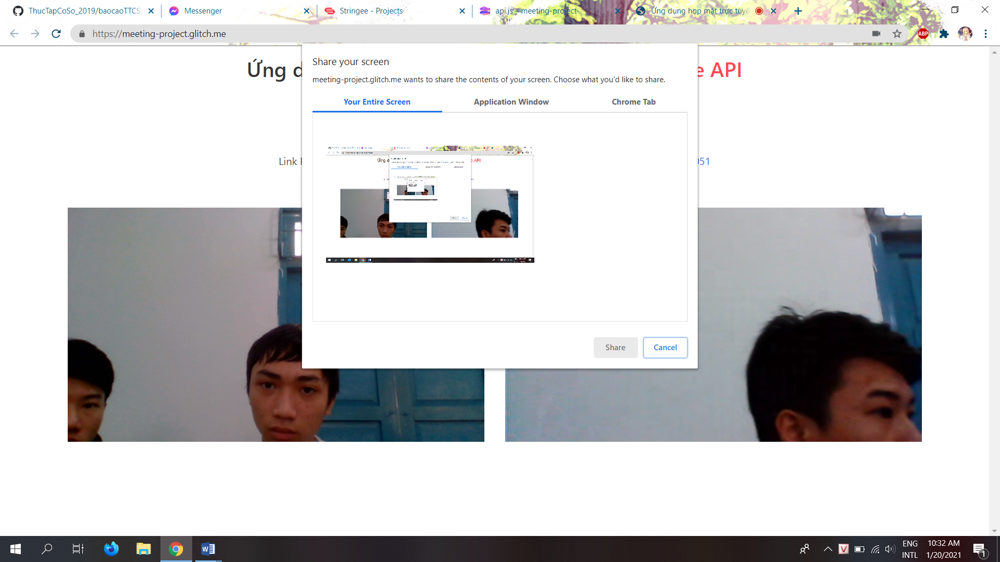 ThucTapCoSo_2019/baocaoTTCS
Messenger
Stringee - Projects
api.js – meeting-project
Ứng dụng họp mặt trực tuyế
https://meeting-project.glitch.me
ABP
Share your screen
Ứng d
e API
meeting-project.glitch.me wants to share the contents of your screen. Choose what you'd like to share.
Your Entire Screen
Application Window
Chrome Tab
Link
051
Share
Cancel
ENG
INTL
10:32 AM
1/20/2021
1